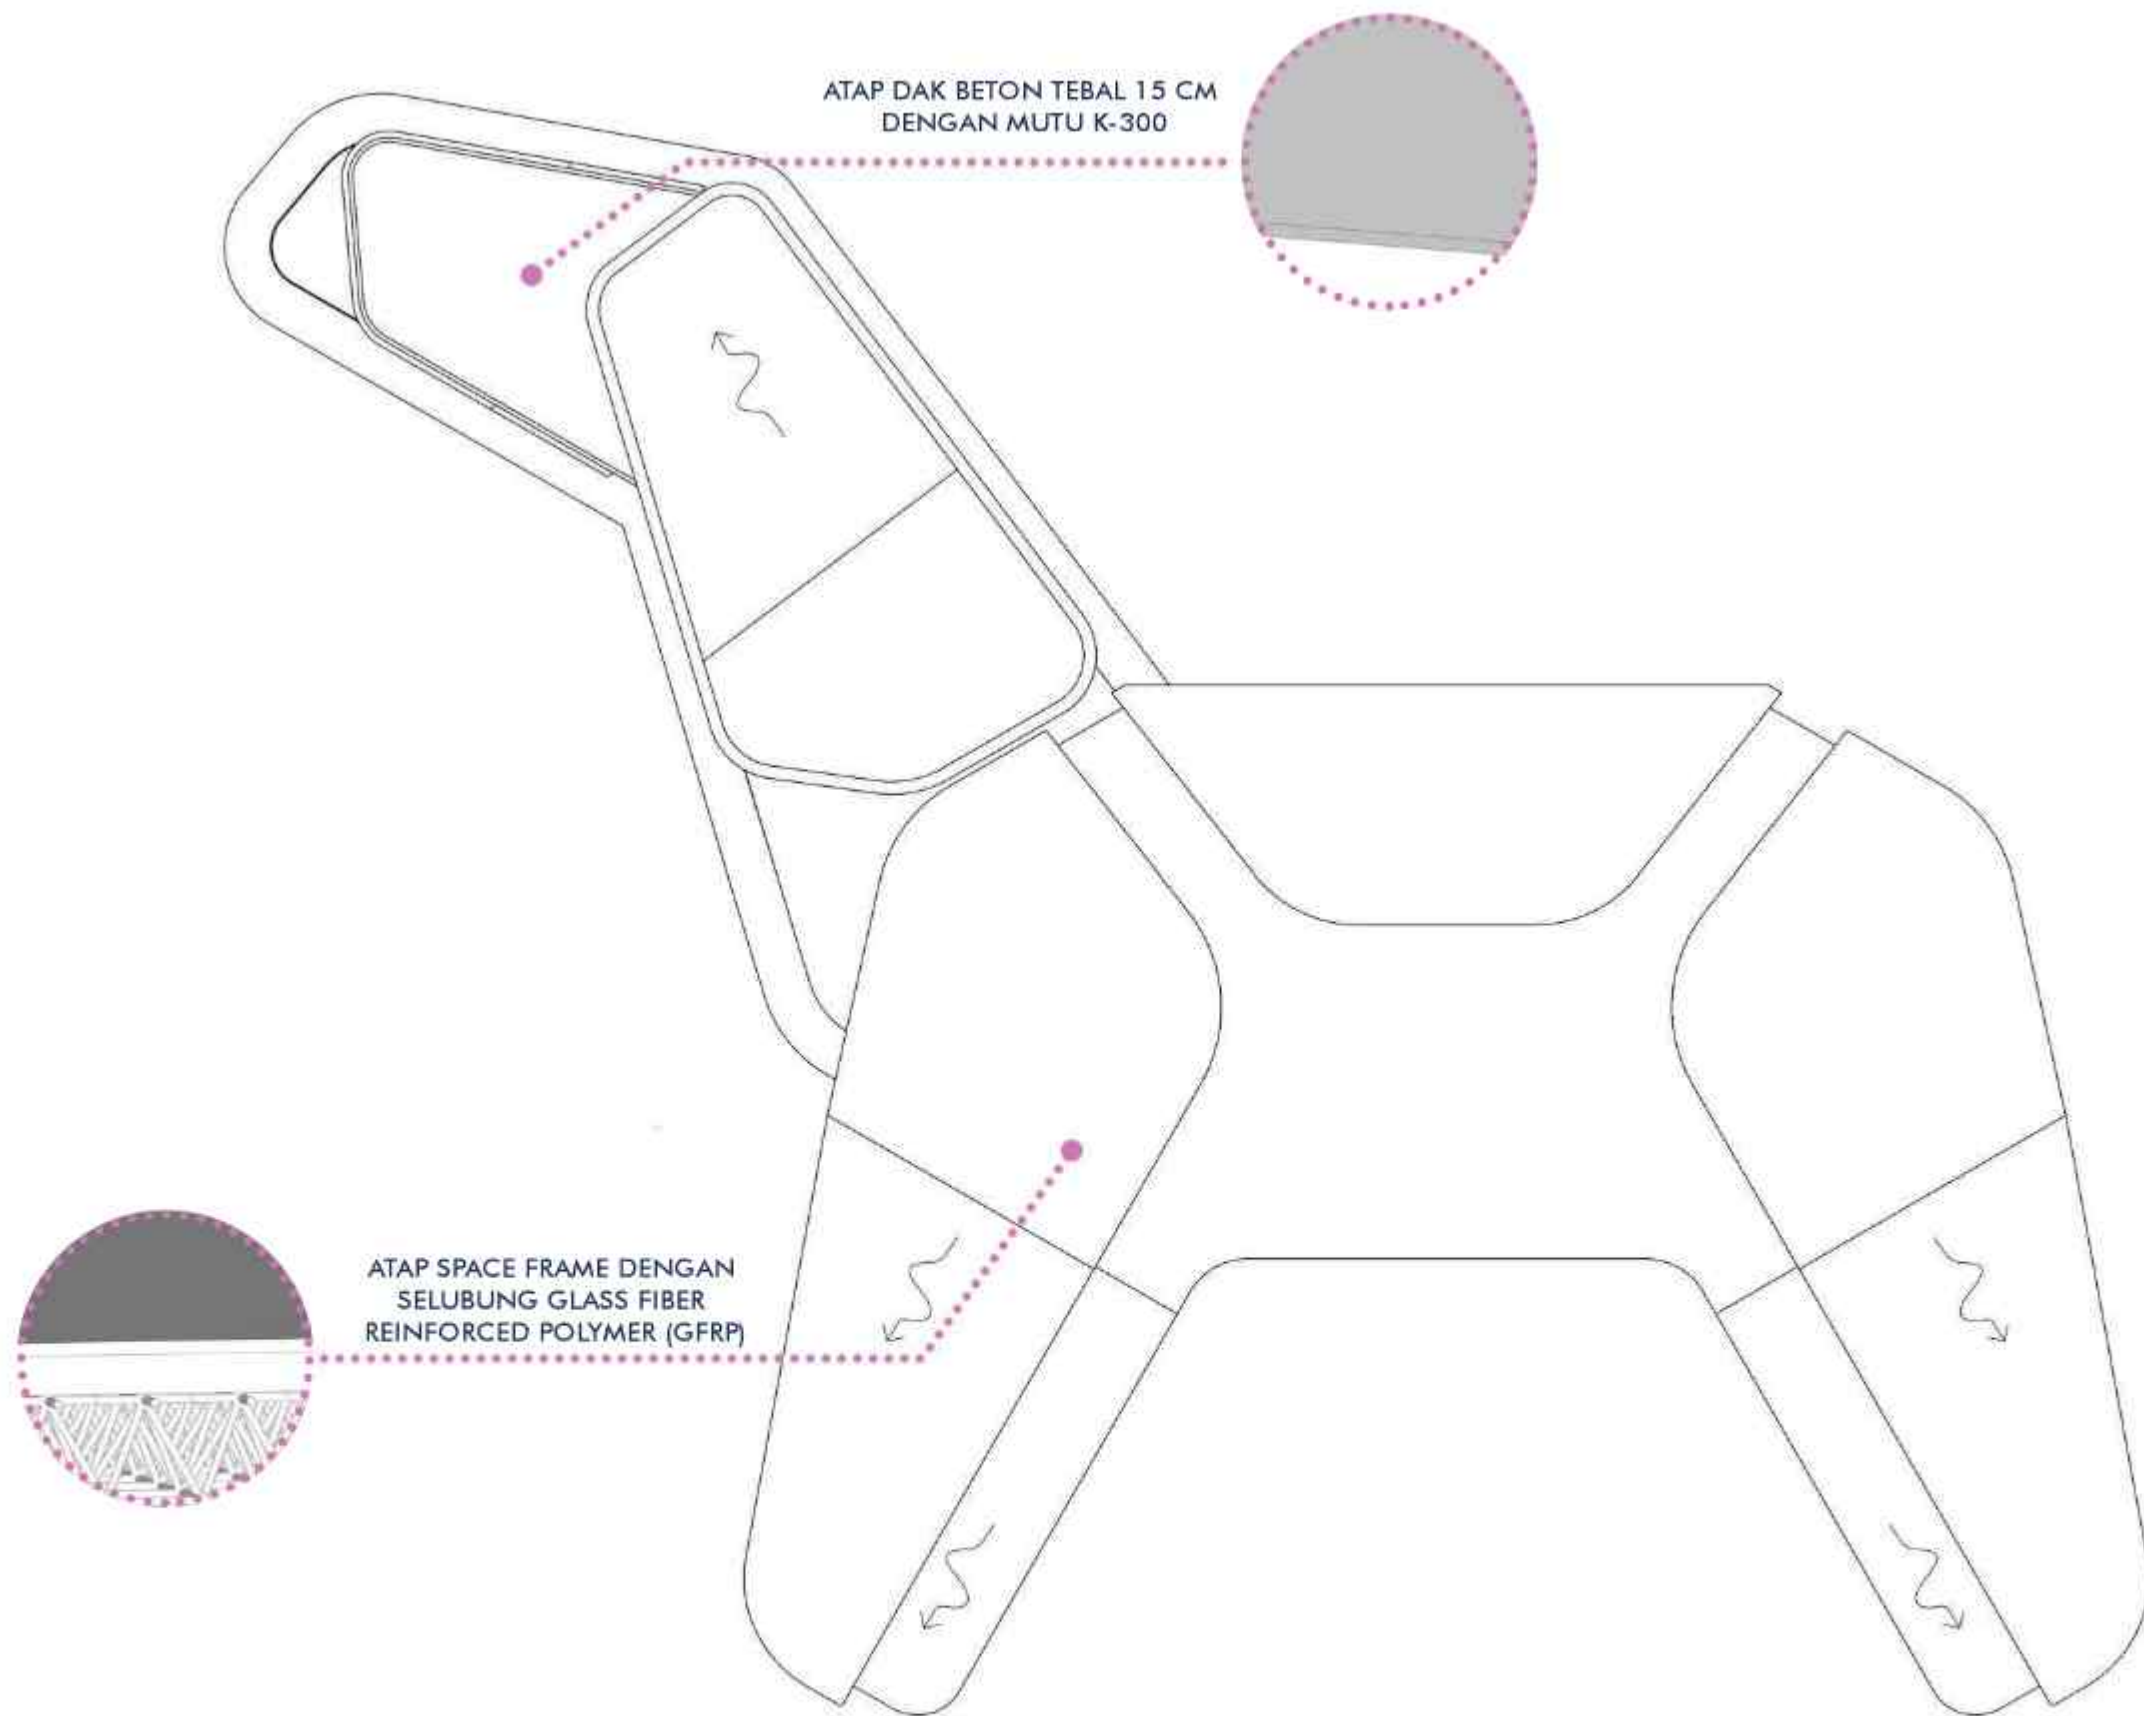 ATAP DAK BETON TEBAL 15 CM
DENGAN MUTU K-300
ATAP SPACE FRAME DENGAN
SELUBUNG GLASS FIBER
REINFORCED POLYMER (GFRP)